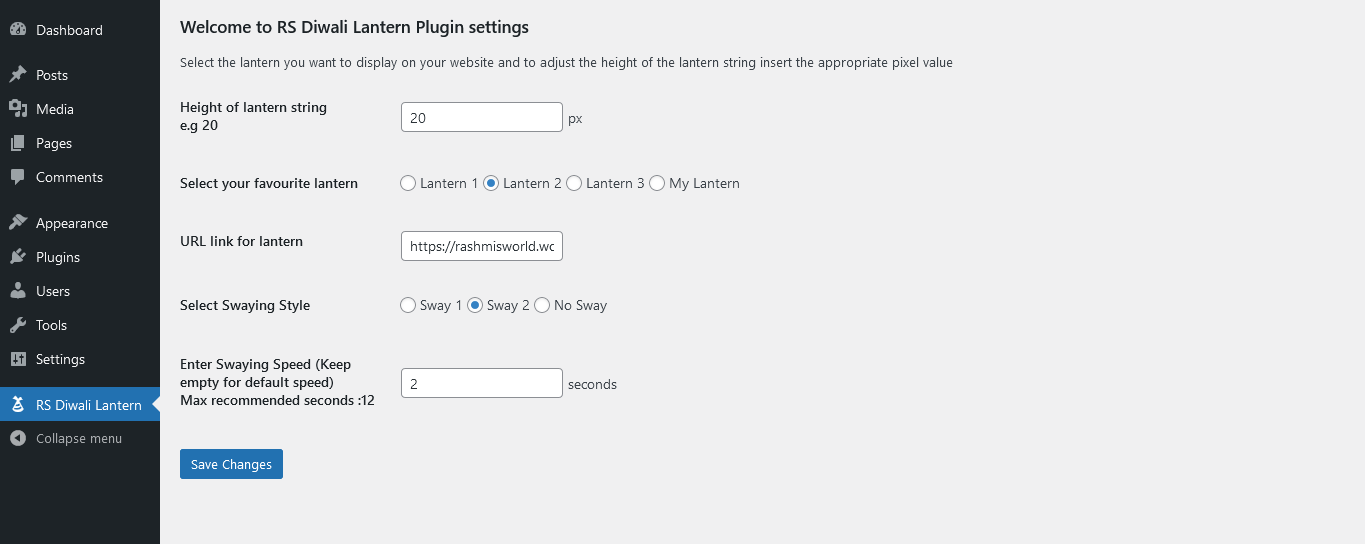 Dashboard
Posts
Media
Pages
Comments
Appearance
Plugins
Users
Tools
Settings
RS Diwali Lantern
Collapse menu
Welcome to RS Diwali Lantern Plugin settings
Select the lantern you want to display on your website and to adjust the height of the lantern string insert the appropriate pixel value
Height of lantern string
e.g 20
20 px
Select your favourite lantern
Lantern 1 Lantern 2 Lantern 3 My Lantern
URL link for lantern
https://rashmisworld.wc
Select Swaying Style
Sway 1 Sway 2 No Sway
Enter Swaying Speed (Keep
empty for default speed)
Max recommended seconds :12
2 seconds
Save Changes